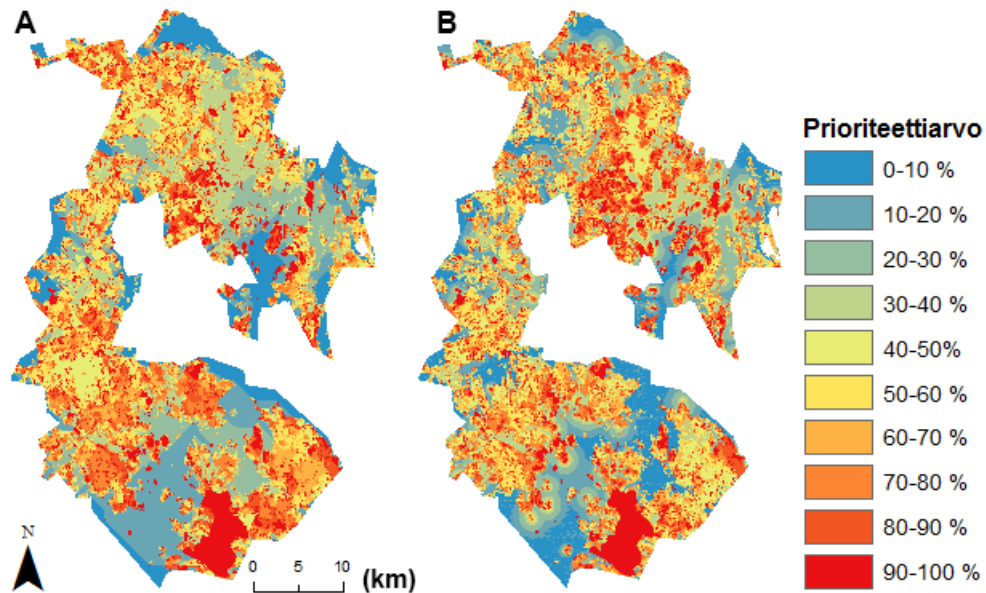 A
B
Prioriteettiarvo
0-10 %
10-20 %
20-30 %
30-40 %
40-50%
50-60 %
60-70 %
70-80 %
80-90 %
90-100 %
N
0 5 10 (km)